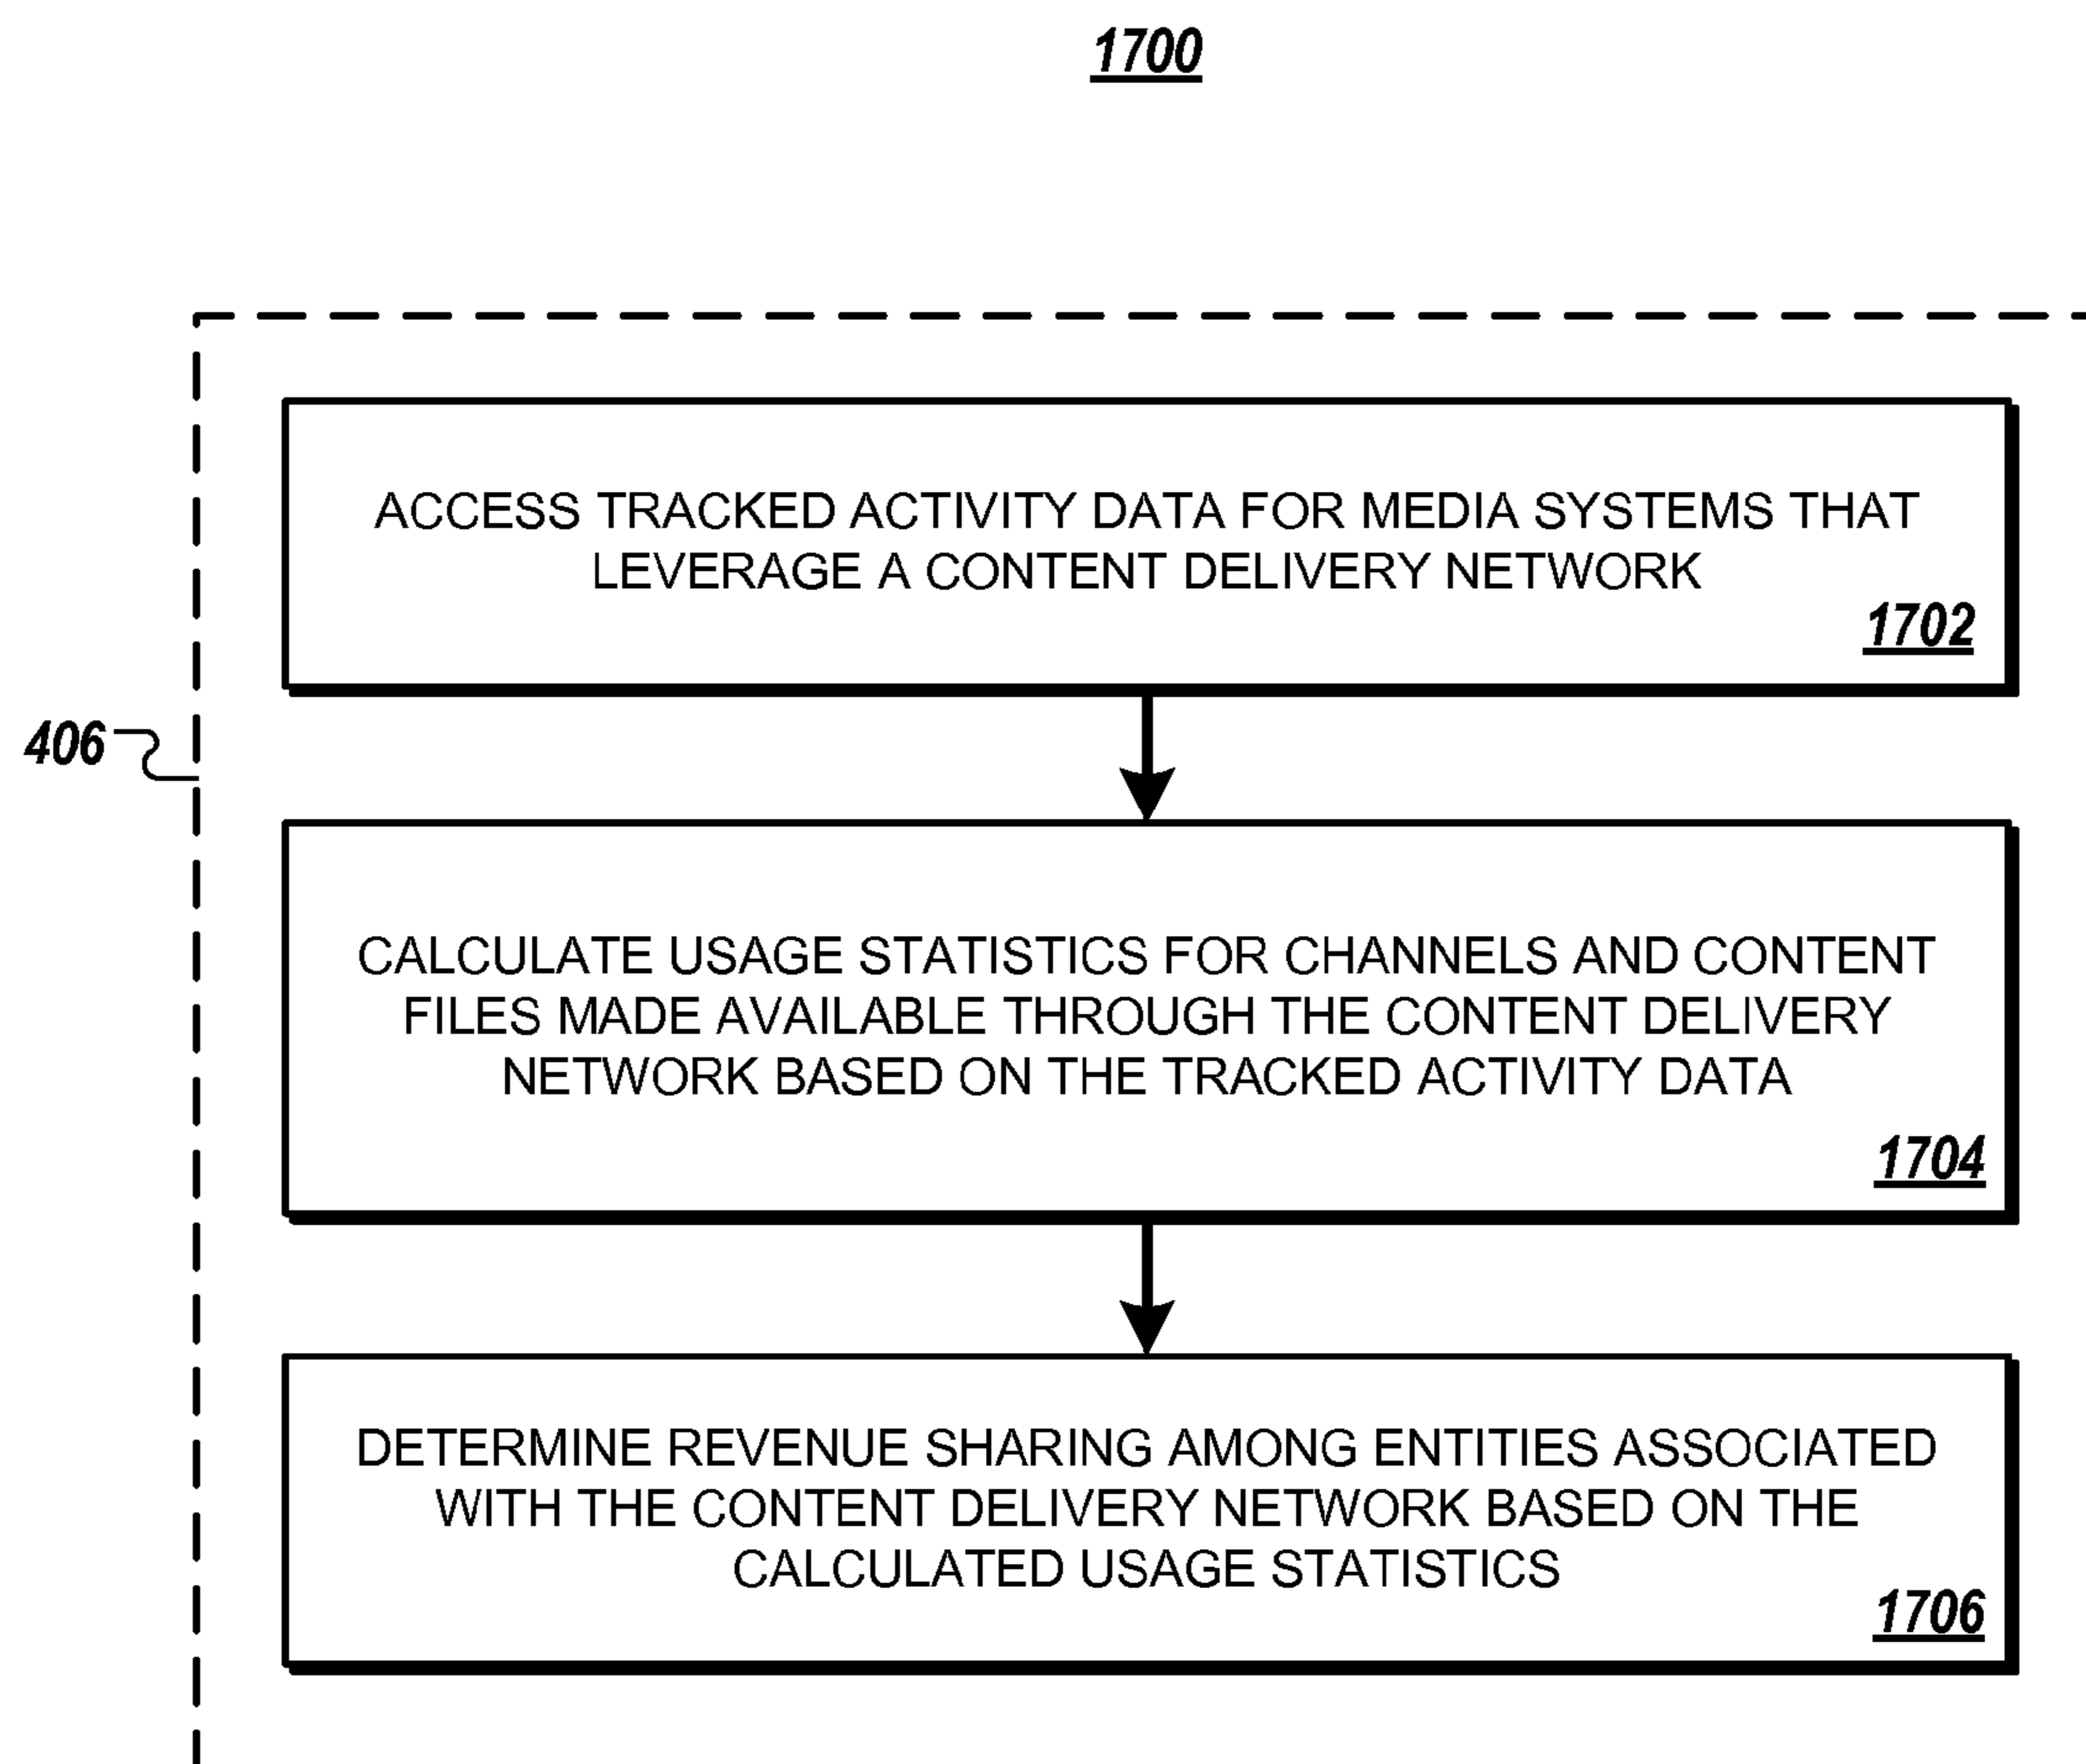 1700
ACCESS TRACKED ACTIVITY DATA FOR MEDIA SYSTEMS THAT
LEVERAGE A CONTENT DELIVERY NETWORK
1702
406
CALCULATE USAGE STATISTICS FOR CHANNELS AND CONTENT
FILES MADE AVAILABLE THROUGH THE CONTENT DELIVERY
NETWORK BASED ON THE TRACKED ACTIVITY DATA
1704
DETERMINE REVENUE SHARING AMONG ENTITIES ASSOCIATED
WITH THE CONTENT DELIVERY NETWORK BASED ON THE
CALCULATED USAGE STATISTICS
1706